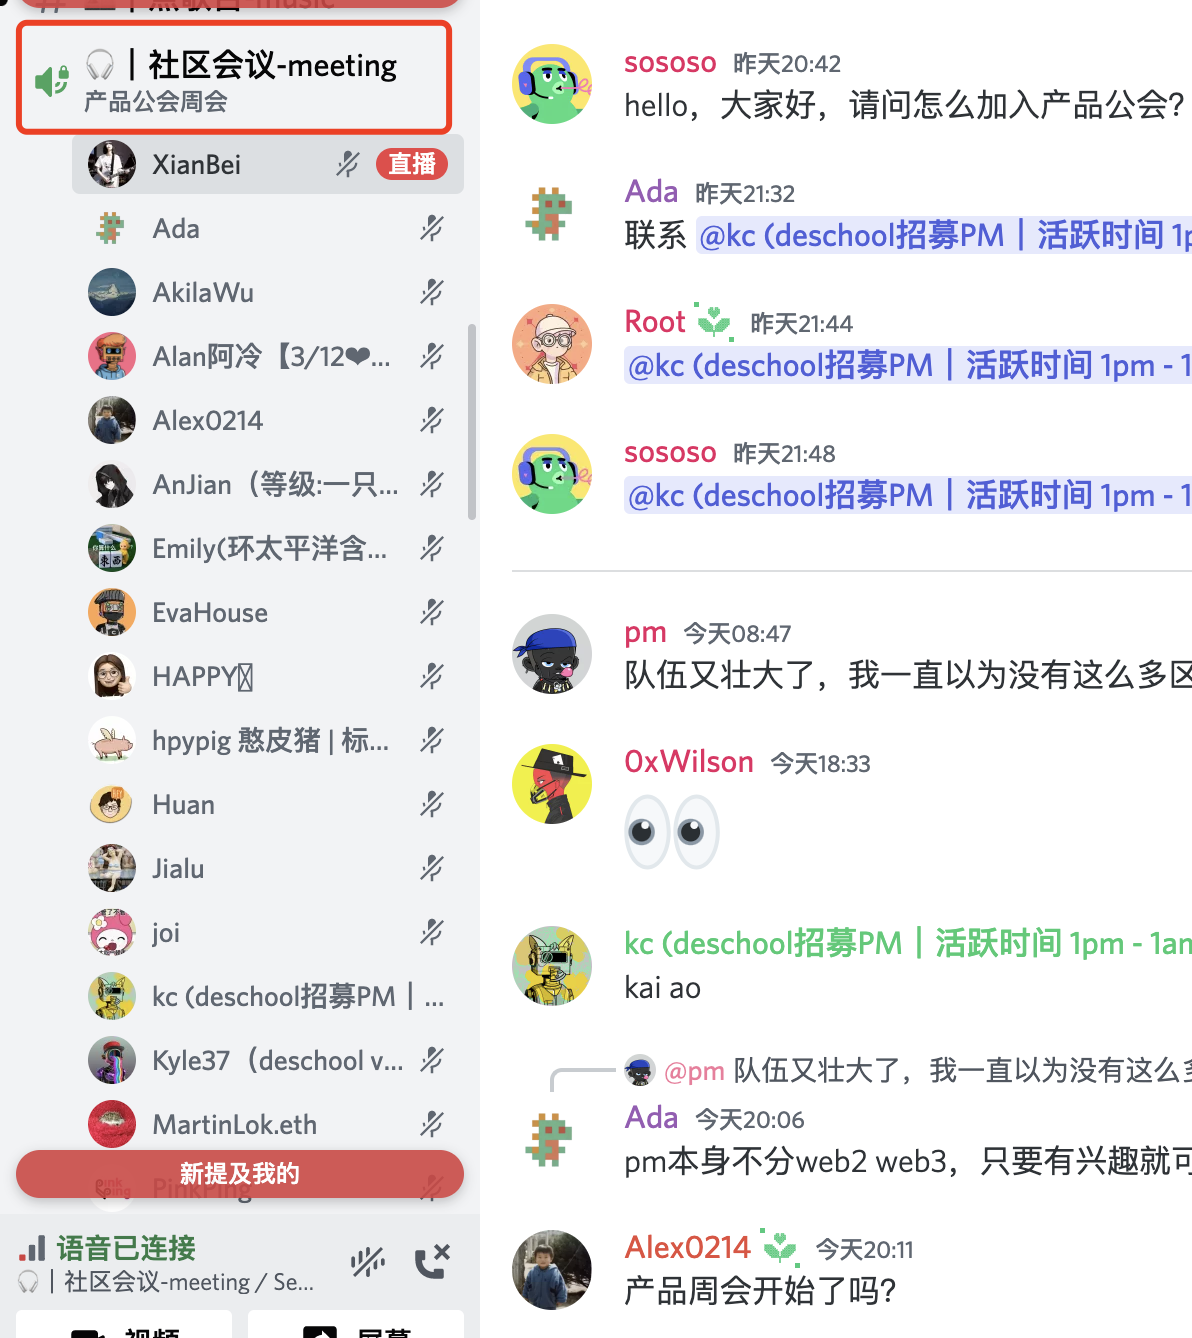 🎧 | 社区会议-meeting
产品公会周会
XianBei 直播
Ada
AkilaWu
Alan阿冷【3/12❤...
Alex0214
AnJian（等级:一只...
Emily(环太平洋含...
EvaHouse
HAPPY
hpypig 憨皮猪 | 标...
Huan
Jialu
joi
kc (deschool招募PM | ...
Kyle37（deschool v...
MartinLok.eth
新提及我的
PinkPing
语音已连接
🎧 | 社区会议-meeting / Se...
视频 屏幕
sososo 昨天20:42
hello，大家好，请问怎么加入产品公会?
Ada 昨天21:32
联系 @kc (deschool招募PM | 活跃时间 1p
Root 昨天21:44
@kc (deschool招募PM | 活跃时间 1pm - 1
sososo 昨天21:48
@kc (deschool招募PM | 活跃时间 1pm - 1
pm 今天08:47
队伍又壮大了，我一直以为没有这么多区
0xWilson 今天18:33
👀
kc (deschool招募PM | 活跃时间 1pm - 1am
kai ao
@pm 队伍又壮大了，我一直以为没有这么多
Ada 今天20:06
pm本身不分web2 web3，只要有兴趣就可
Alex0214 今天20:11
产品周会开始了吗?